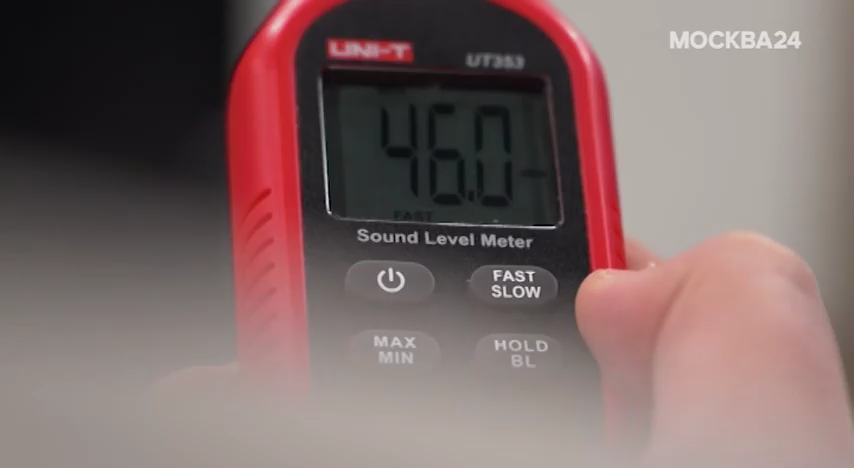 МОСКВА24
UNI-T
UT353
46.0
FAST
Sound Level Meter
FAST
SLOW
MAX
MIN
HOLD
BL